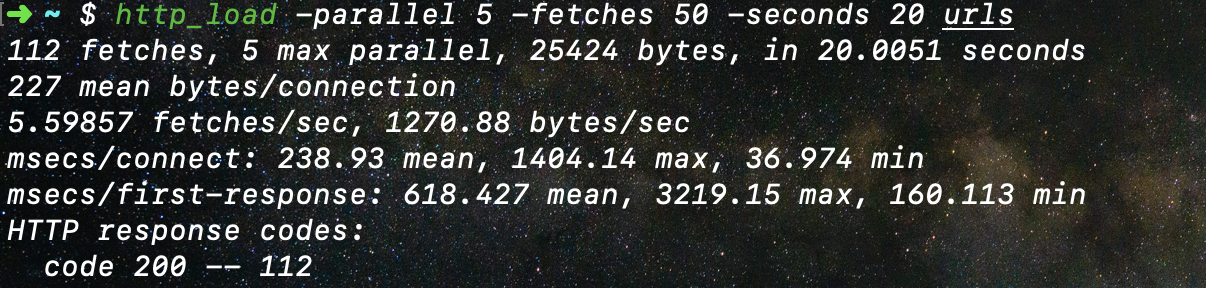 ➜ ~ $ http_load -parallel 5 -fetches 50 -seconds 20 urls
112 fetches, 5 max parallel, 25424 bytes, in 20.0051 seconds
227 mean bytes/connection
5.59857 fetches/sec, 1270.88 bytes/sec
msecs/connect: 238.93 mean, 1404.14 max, 36.974 min
msecs/first-response: 618.427 mean, 3219.15 max, 160.113 min
HTTP response codes:
  code 200 -- 112